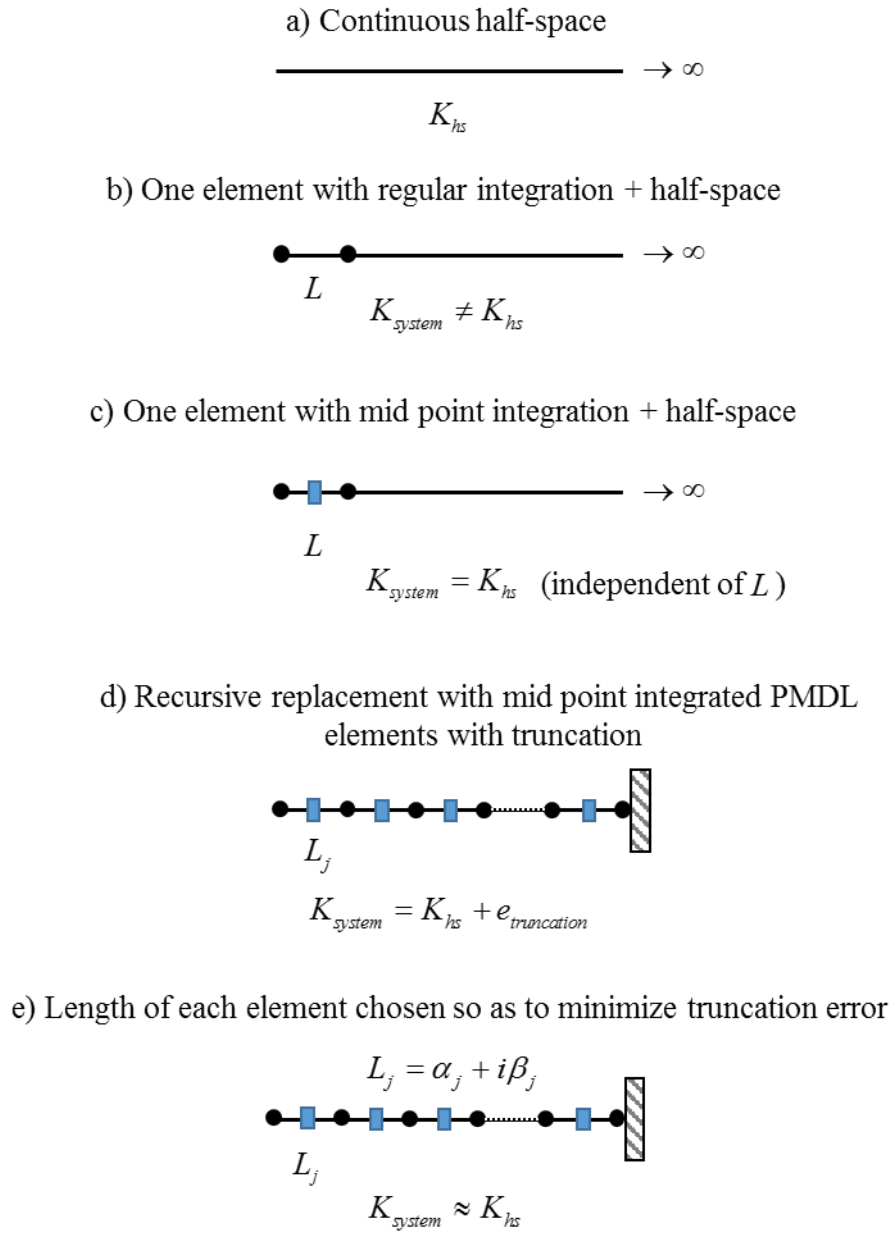 a) Continuous half-space
→ ∞
K_hs
b) One element with regular integration + half-space
→ ∞
L
K_system ≠ K_hs
c) One element with mid point integration + half-space
→ ∞
L
K_system = K_hs (independent of L )
d) Recursive replacement with mid point integrated PMDL
elements with truncation
L_j
K_system = K_hs + e_truncation
e) Length of each element chosen so as to minimize truncation error
L_j = α_j + iβ_j
L_j
K_system ≈ K_hs